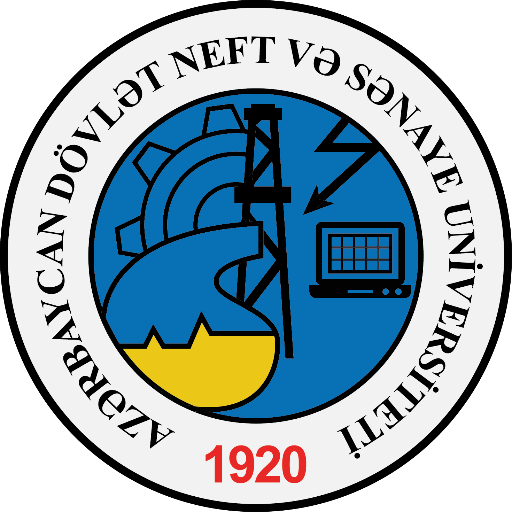 AZƏRBAYCAN DÖVLƏT NEFT VƏ SƏNAYE UNİVERSİTETİ
1920